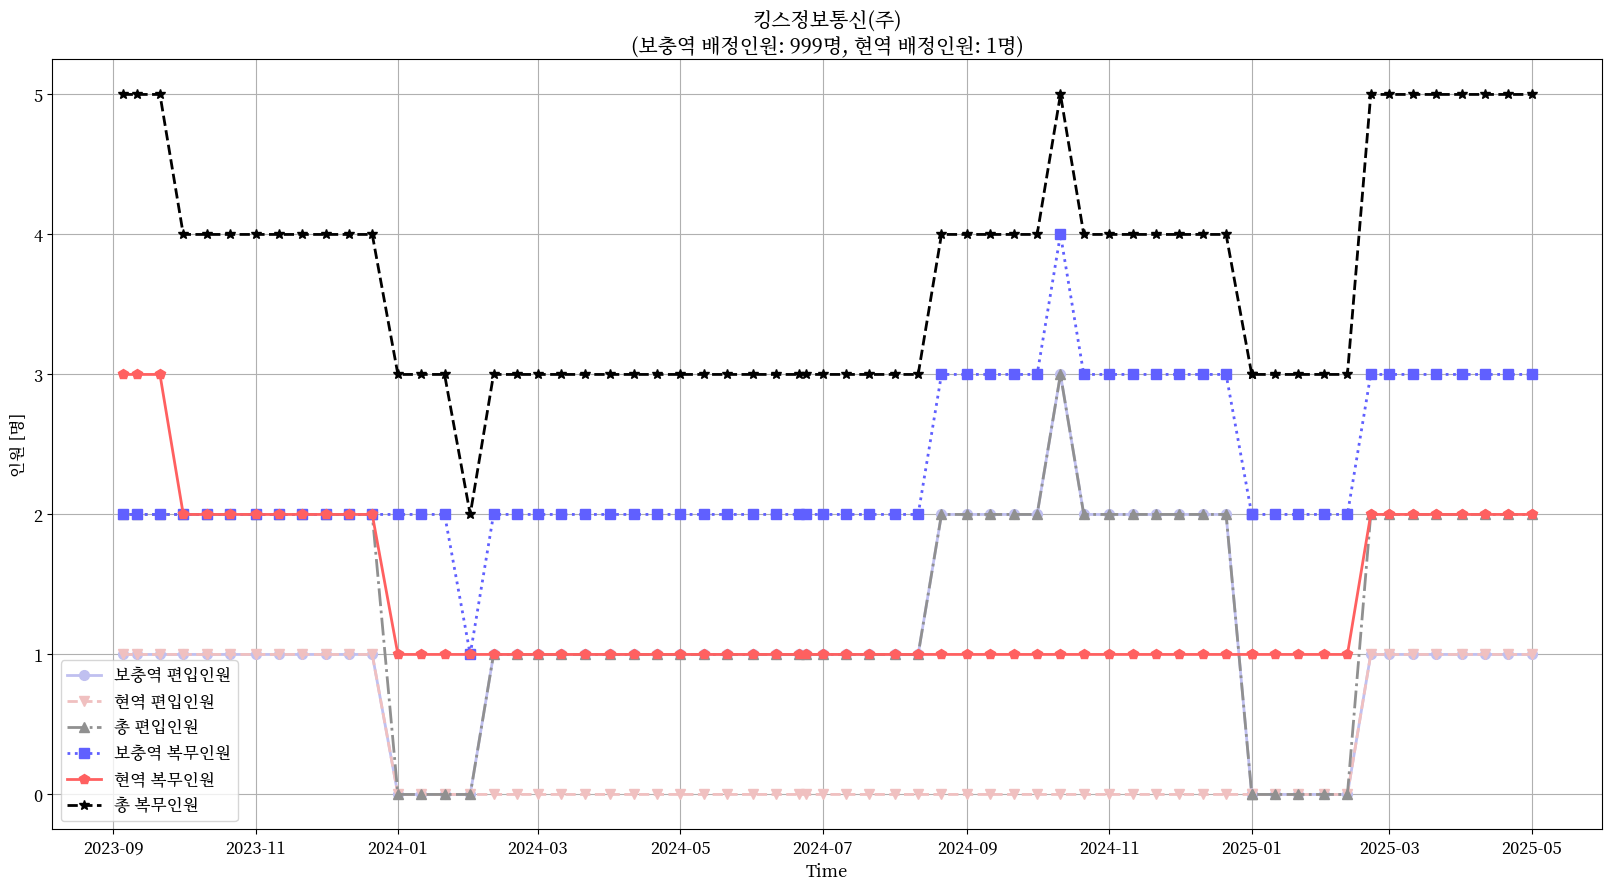 킹스정보통신(주)
(보충역 배정인원: 999명, 현역 배정인원: 1명)
인원 [명]
5
4
3
2
1
0
보충역 편입인원
현역 편입인원
총 편입인원
보충역 복무인원
현역 복무인원
총 복무인원
2023-09 2023-11 2024-01 2024-03 2024-05 2024-07 2024-09 2024-11 2025-01 2025-03 2025-05
Time